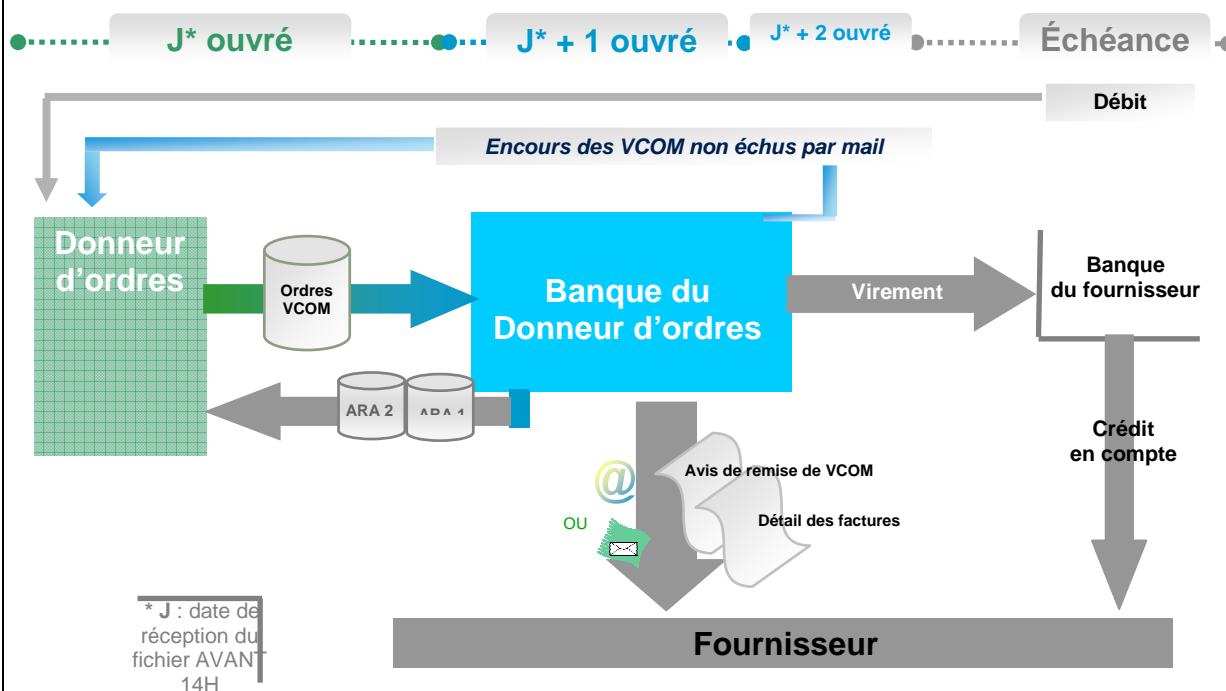 J* ouvré
J* + 1 ouvré
J* + 2 ouvré
Échéance
Débit
Encours des VCOM non échus par mail
Donneur
d'ordres
Ordres
VCOM
Banque du
Donneur d'ordres
Virement
Banque
du fournisseur
ARA 2
ARA 1
Crédit
en compte
@
Avis de remise de VCOM
OU
Détail des factures
* J : date de
réception du
fichier AVANT
14H
Fournisseur